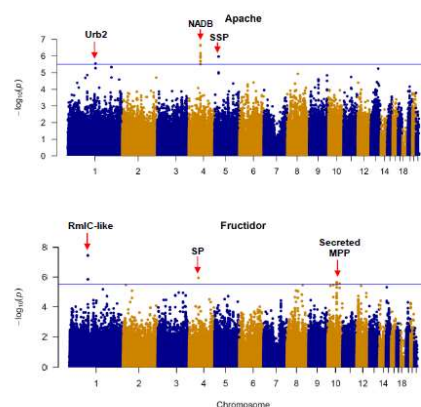 Apache
NADB
Urb2
SSP
−log10(p)
7
6
5
4
3
2
1
0
1 2 3 4 5 6 7 8 9 10 12 14 18
RmlC-like
Fructidor
SP
Secreted
MPP
−log10(p)
8
6
4
2
0
1 2 3 4 5 6 7 8 9 10 12 14 18
Chromosome